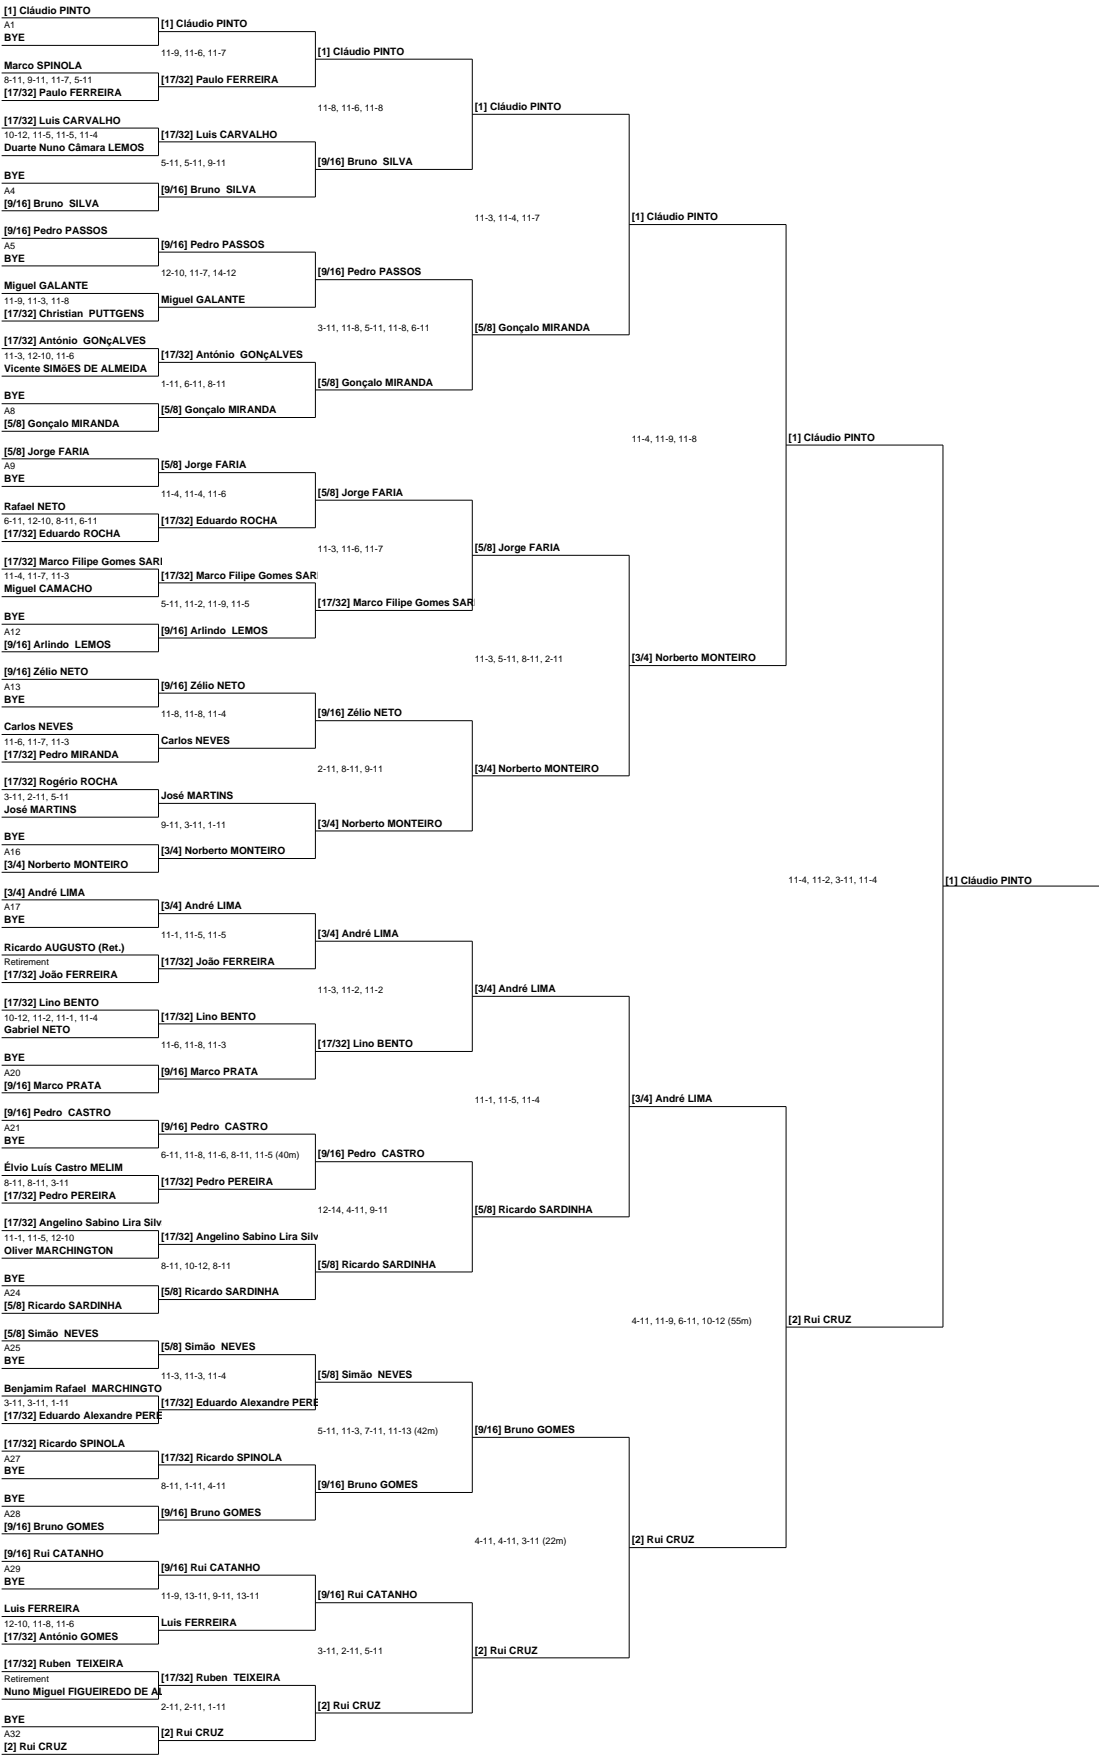 [1] Cláudio PINTO
A1
[1] Cláudio PINTO
BYE
11-9, 11-6, 11-7
[1] Cláudio PINTO
Marco SPINOLA
8-11, 9-11, 11-7, 5-11
[17/32] Paulo FERREIRA
[17/32] Paulo FERREIRA
11-8, 11-6, 11-8
[1] Cláudio PINTO
[17/32] Luis CARVALHO
10-12, 11-5, 11-5, 11-4
[17/32] Luis CARVALHO
Duarte Nuno Câmara LEMOS
5-11, 5-11, 9-11
[9/16] Bruno  SILVA
BYE
A4
[9/16] Bruno  SILVA
[9/16] Bruno  SILVA
11-3, 11-4, 11-7
[1] Cláudio PINTO
[9/16] Pedro PASSOS
A5
[9/16] Pedro PASSOS
BYE
12-10, 11-7, 14-12
[9/16] Pedro PASSOS
Miguel GALANTE
11-9, 11-3, 11-8
Miguel GALANTE
[17/32] Christian  PUTTGENS
3-11, 11-8, 5-11, 11-8, 6-11
[5/8] Gonçalo MIRANDA
[17/32] António  GONçALVES
11-3, 12-10, 11-6
[17/32] António  GONçALVES
Vicente SIMõES DE ALMEIDA
1-11, 6-11, 8-11
[5/8] Gonçalo MIRANDA
BYE
A8
[5/8] Gonçalo MIRANDA
[5/8] Gonçalo MIRANDA
11-4, 11-9, 11-8
[1] Cláudio PINTO
[5/8] Jorge FARIA
A9
[5/8] Jorge FARIA
BYE
11-4, 11-4, 11-6
[5/8] Jorge FARIA
Rafael NETO
6-11, 12-10, 8-11, 6-11
[17/32] Eduardo ROCHA
[17/32] Eduardo ROCHA
11-3, 11-6, 11-7
[5/8] Jorge FARIA
[17/32] Marco Filipe Gomes SARI
11-4, 11-7, 11-3
[17/32] Marco Filipe Gomes SARI
Miguel CAMACHO
5-11, 11-2, 11-9, 11-5
[17/32] Marco Filipe Gomes SARI
BYE
A12
[9/16] Arlindo  LEMOS
[9/16] Arlindo  LEMOS
11-3, 5-11, 8-11, 2-11
[3/4] Norberto MONTEIRO
[9/16] Zélio NETO
A13
[9/16] Zélio NETO
BYE
11-8, 11-8, 11-4
[9/16] Zélio NETO
Carlos NEVES
11-6, 11-7, 11-3
Carlos NEVES
[17/32] Pedro MIRANDA
2-11, 8-11, 9-11
[3/4] Norberto MONTEIRO
[17/32] Rogério ROCHA
3-11, 2-11, 5-11
José MARTINS
José MARTINS
9-11, 3-11, 1-11
[3/4] Norberto MONTEIRO
BYE
A16
[3/4] Norberto MONTEIRO
[3/4] Norberto MONTEIRO
11-4, 11-2, 3-11, 11-4
[1] Cláudio PINTO
[3/4] André LIMA
A17
[3/4] André LIMA
BYE
11-1, 11-5, 11-5
[3/4] André LIMA
Ricardo AUGUSTO (Ret.)
Retirement
[17/32] João FERREIRA
[17/32] João FERREIRA
11-3, 11-2, 11-2
[3/4] André LIMA
[17/32] Lino BENTO
10-12, 11-2, 11-1, 11-4
[17/32] Lino BENTO
Gabriel NETO
11-6, 11-8, 11-3
[17/32] Lino BENTO
BYE
A20
[9/16] Marco PRATA
[9/16] Marco PRATA
11-1, 11-5, 11-4
[3/4] André LIMA
[9/16] Pedro  CASTRO
A21
[9/16] Pedro  CASTRO
BYE
6-11, 11-8, 11-6, 8-11, 11-5 (40m)
[9/16] Pedro  CASTRO
Élvio Luís Castro MELIM
8-11, 8-11, 3-11
[17/32] Pedro PEREIRA
[17/32] Pedro PEREIRA
12-14, 4-11, 9-11
[5/8] Ricardo SARDINHA
[17/32] Angelino Sabino Lira Silv
11-1, 11-5, 12-10
[17/32] Angelino Sabino Lira Silv
Oliver MARCHINGTON
8-11, 10-12, 8-11
[5/8] Ricardo SARDINHA
BYE
A24
[5/8] Ricardo SARDINHA
[5/8] Ricardo SARDINHA
4-11, 11-9, 6-11, 10-12 (55m)
[2] Rui CRUZ
[5/8] Simão  NEVES
A25
[5/8] Simão  NEVES
BYE
11-3, 11-3, 11-4
[5/8] Simão  NEVES
Benjamim Rafael  MARCHINGTO
3-11, 3-11, 1-11
[17/32] Eduardo Alexandre PERE
[17/32] Eduardo Alexandre PERE
5-11, 11-3, 7-11, 11-13 (42m)
[9/16] Bruno GOMES
[17/32] Ricardo SPINOLA
A27
[17/32] Ricardo SPINOLA
BYE
8-11, 1-11, 4-11
[9/16] Bruno GOMES
BYE
A28
[9/16] Bruno GOMES
[9/16] Bruno GOMES
4-11, 4-11, 3-11 (22m)
[2] Rui CRUZ
[9/16] Rui CATANHO
A29
[9/16] Rui CATANHO
BYE
11-9, 13-11, 9-11, 13-11
[9/16] Rui CATANHO
Luis FERREIRA
12-10, 11-8, 11-6
Luis FERREIRA
[17/32] António GOMES
3-11, 2-11, 5-11
[2] Rui CRUZ
[17/32] Ruben  TEIXEIRA
Retirement
[17/32] Ruben  TEIXEIRA
Nuno Miguel FIGUEIREDO DE AL
2-11, 2-11, 1-11
[2] Rui CRUZ
BYE
A32
[2] Rui CRUZ
[2] Rui CRUZ